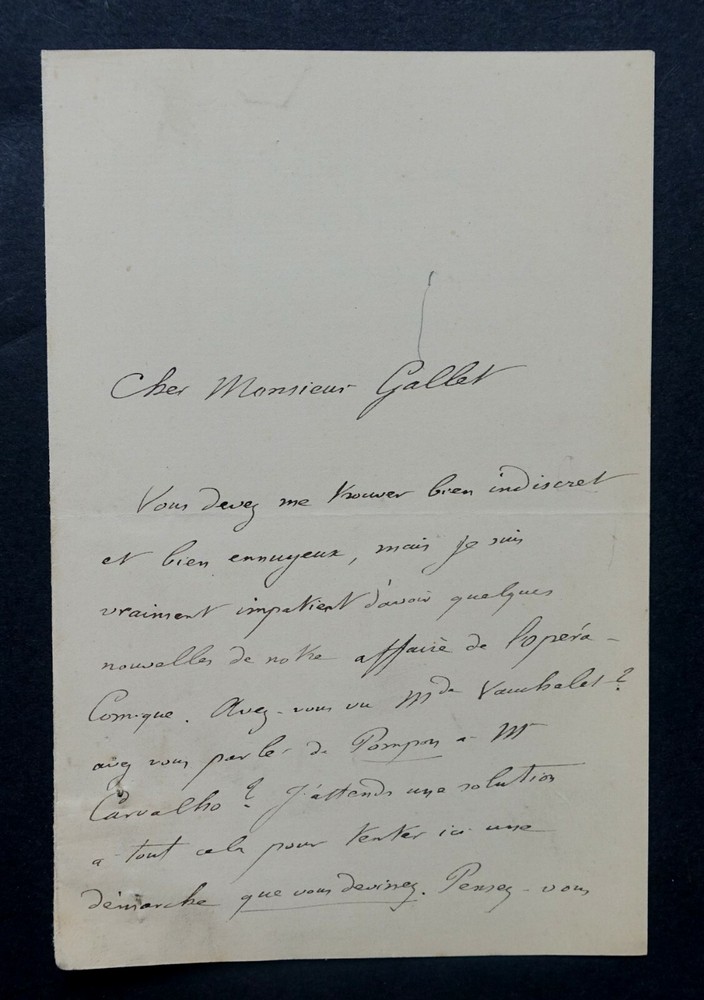 Cher Monsieur Gallet
Vous devez me trouver bien indiscret
et bien ennuyeux, mais je suis
vraiment impatient d'avoir quelques
nouvelles de notre affaire de l'opéra-
Comique. Avez-vous vu Mde Vaucorbeil?
avez vous parlé de Pompon a Mr
Carvalho? J'attends une solution
a tout cela pour tenter ici une
démarche que vous devinez. Pensez-vous